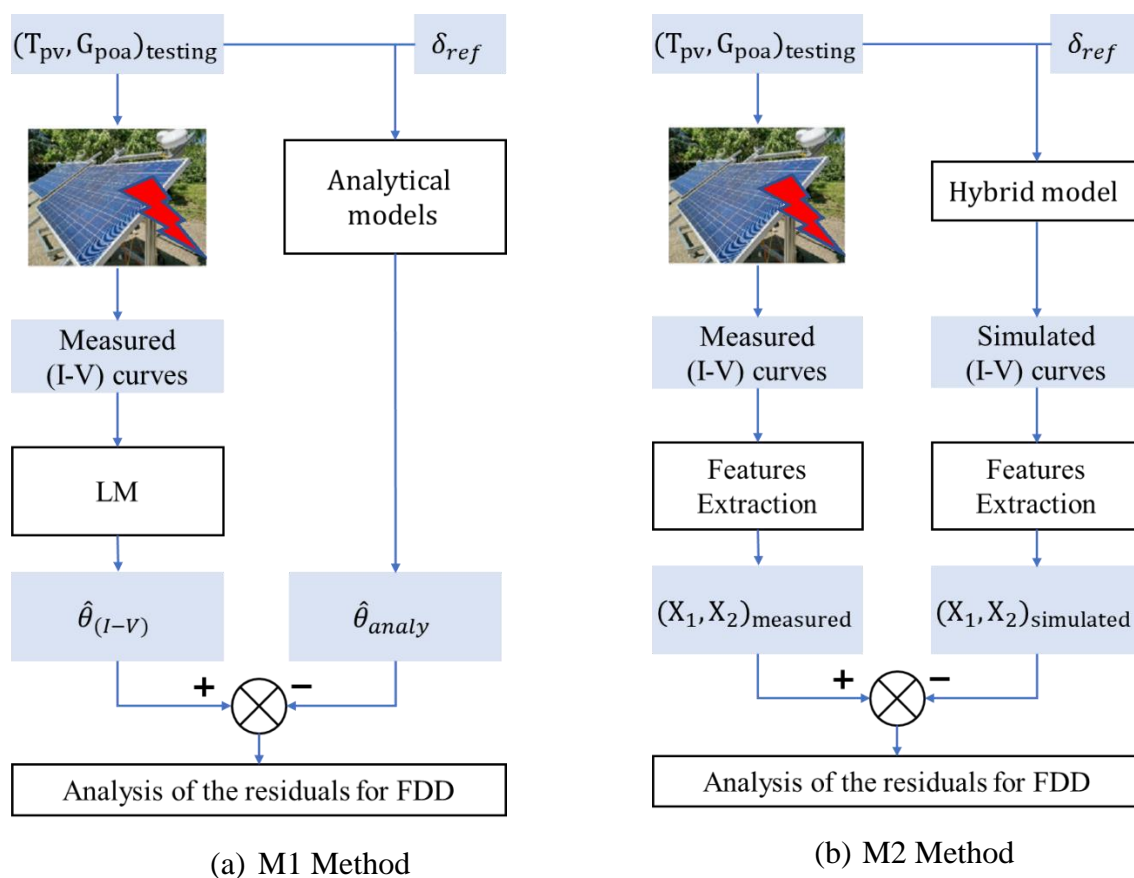 (T_pv, G_poa)_testing
δ_ref
Analytical
models
Measured
(I-V) curves
LM
θ̂_(I−V)
θ̂_analy
+
−
Analysis of the residuals for FDD
(a) M1 Method
(T_pv, G_poa)_testing
δ_ref
Hybrid model
Measured
(I-V) curves
Simulated
(I-V) curves
Features
Extraction
Features
Extraction
(X_1, X_2)_measured
(X_1, X_2)_simulated
+
−
Analysis of the residuals for FDD
(b) M2 Method